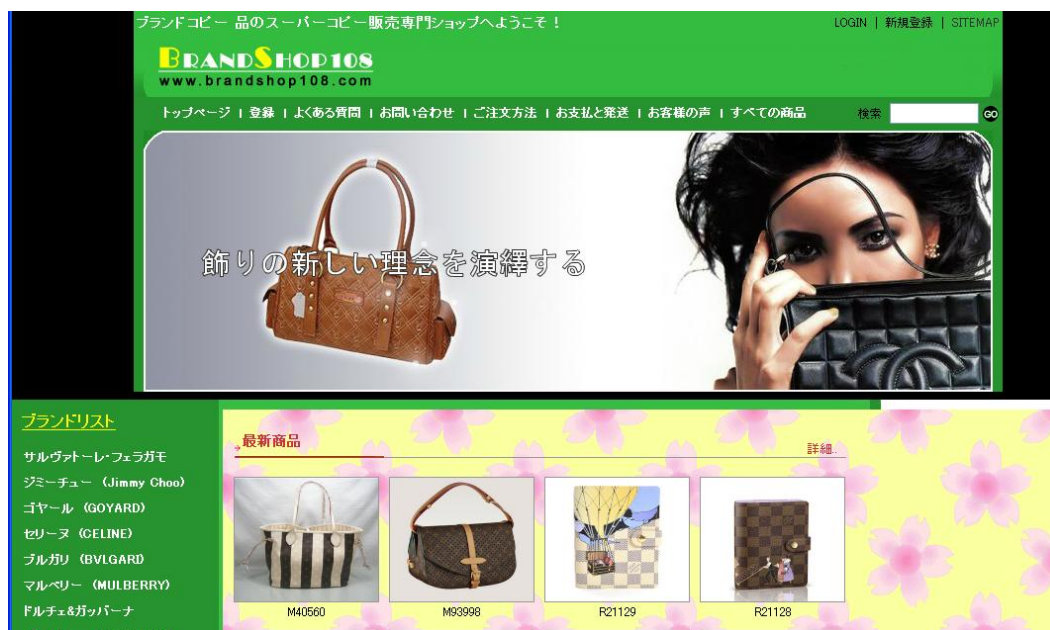 ブランドコピー 品のスーパーコピー販売専門ショップへようこそ！
LOGIN | 新規登録 | SITEMAP
BRANDSHOP108
www.brandshop108.com
トップページ | 登録 | よくある質問 | お問い合わせ | ご注文方法 | お支払と発送 | お客様の声 | すべての商品
検索 GO
飾りの新しい理念を演繹する
ブランドリスト
最新商品
詳細..
サルヴァトーレ・フェラガモ
ジミーチュー (Jimmy Choo)
ゴヤール (GOYARD)
セリーヌ (CELINE)
ブルガリ (BVLGARI)
マルベリー (MULBERRY)
ドルチェ&ガッバーナ
M40560
M93998
R21129
R21128